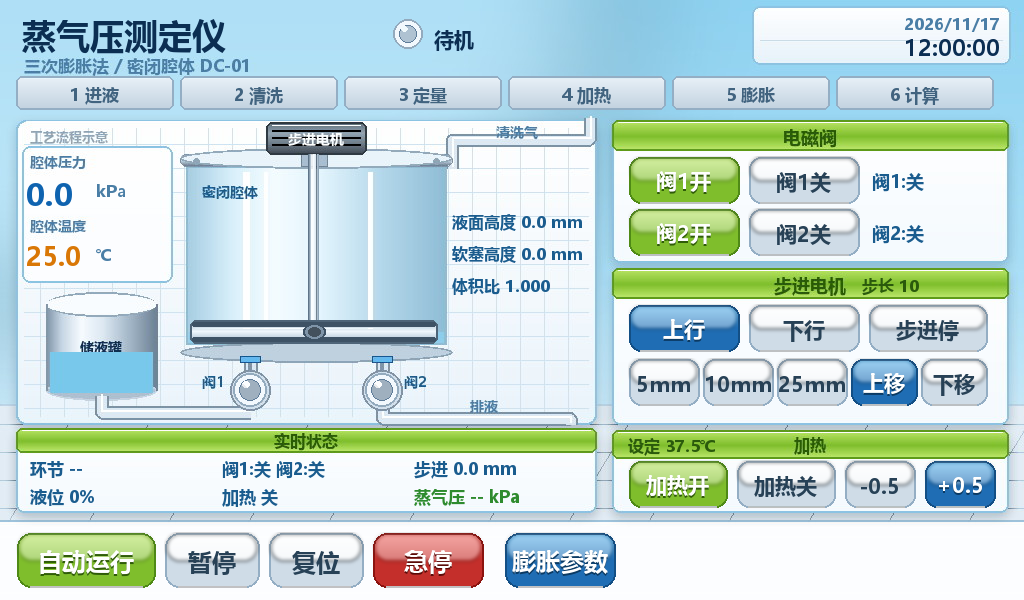 蒸气压测定仪
三次膨胀法 / 密闭腔体 DC-01
待机
2026/11/17
12:00:00
1 进液
2 清洗
3 定量
4 加热
5 膨胀
6 计算
工艺流程示意
腔体压力
0.0 kPa
腔体温度
25.0 ℃
步进电机
清洗气
密闭腔体
液面高度 0.0 mm
软塞高度 0.0 mm
体积比 1.000
储液罐
阀1
阀2
排液
电磁阀
阀1开 阀1关 阀1:关
阀2开 阀2关 阀2:关
步进电机 步长 10
上行 下行 步进停
5mm 10mm 25mm 上移 下移
实时状态
环节 -- 阀1:关 阀2:关 步进 0.0 mm
液位 0% 加热 关 蒸气压 -- kPa
设定 37.5℃ 加热
加热开 加热关 -0.5 +0.5
自动运行 暂停 复位 急停 膨胀参数